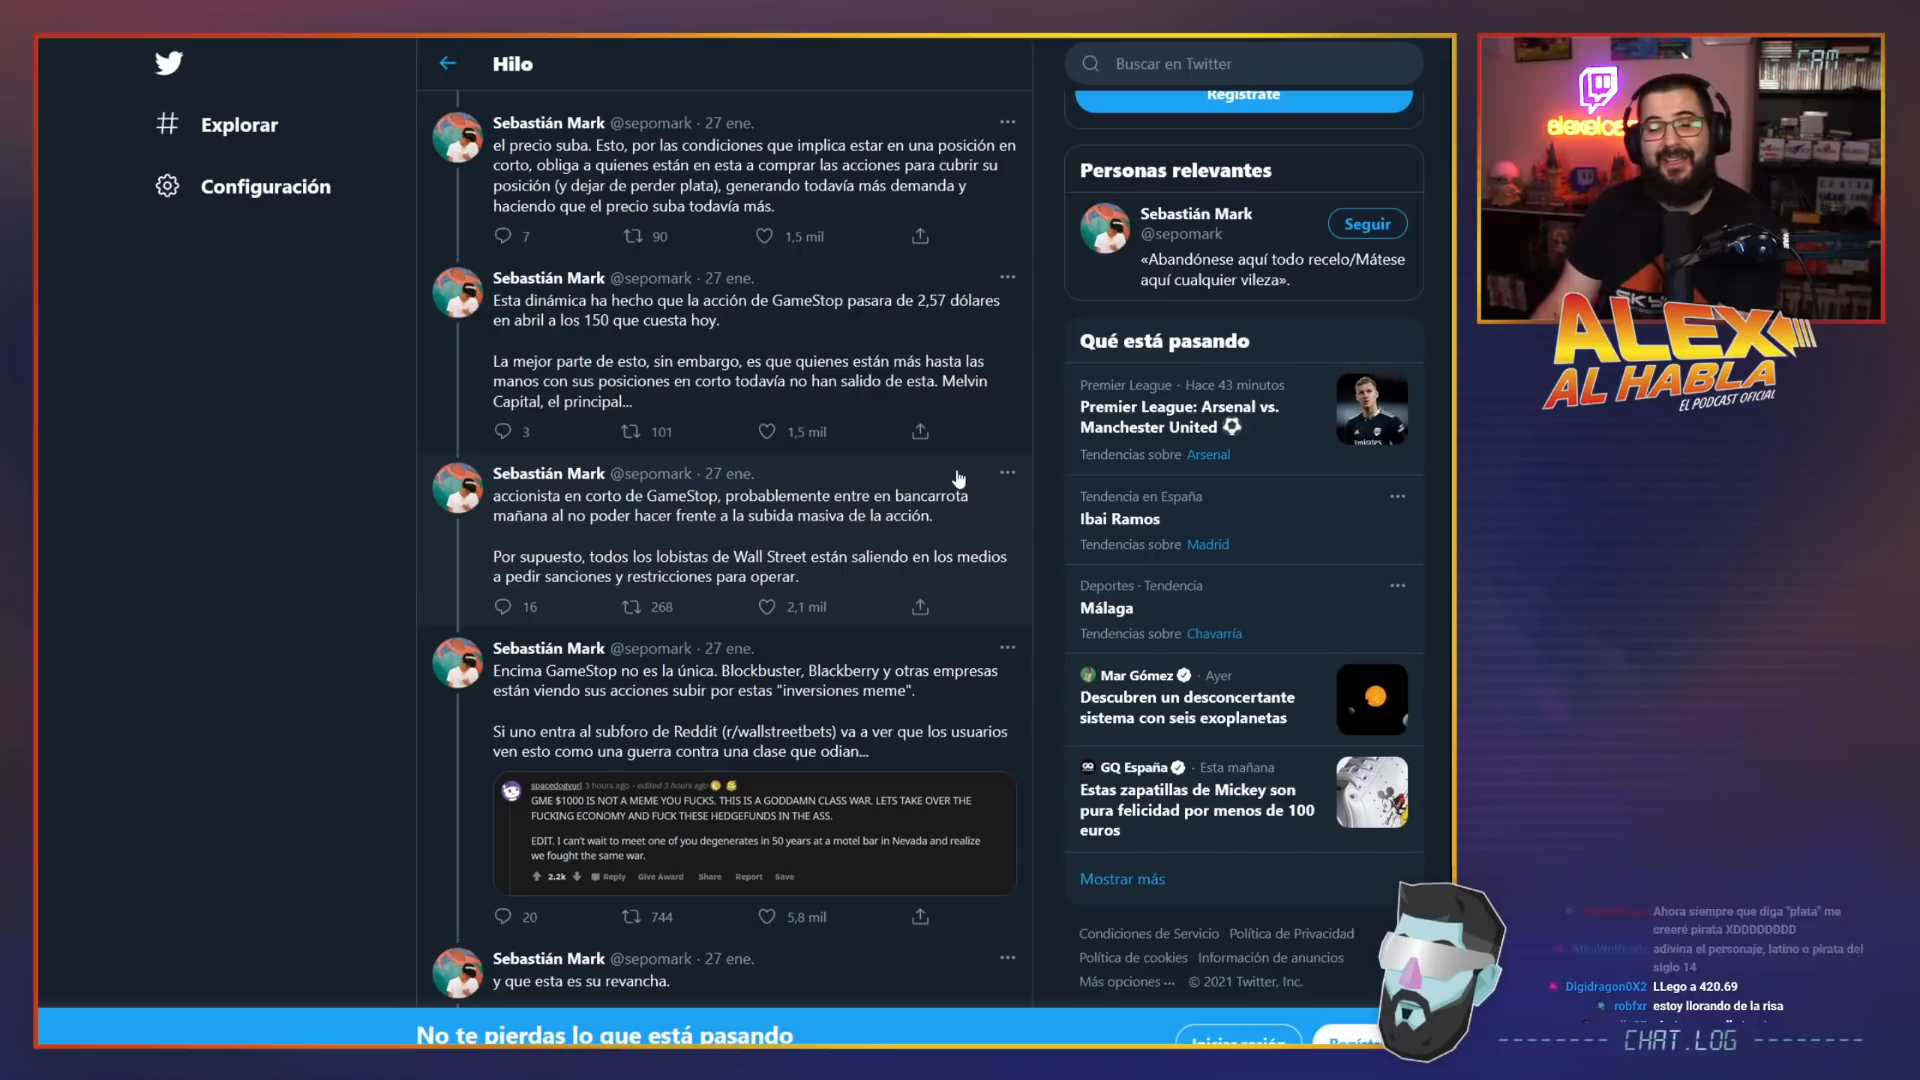 Explorar
Configuración
Hilo
Sebastián Mark @sepomark · 27 ene.
el precio suba. Esto, por las condiciones que implica estar en una posición en
corto, obliga a quienes están en esta a comprar las acciones para cubrir su
posición (y dejar de perder plata), generando todavía más demanda y
haciendo que el precio suba todavía más.
7 90 1,5 mil
Sebastián Mark @sepomark · 27 ene.
Esta dinámica ha hecho que la acción de GameStop pasara de 2,57 dólares
en abril a los 150 que cuesta hoy.
La mejor parte de esto, sin embargo, es que quienes están más hasta las
manos con sus posiciones en corto todavía no han salido de esta. Melvin
Capital, el principal...
3 101 1,5 mil
Sebastián Mark @sepomark · 27 ene.
accionista en corto de GameStop, probablemente entre en bancarrota
mañana al no poder hacer frente a la subida masiva de la acción.
Por supuesto, todos los lobistas de Wall Street están saliendo en los medios
a pedir sanciones y restricciones para operar.
16 268 2,1 mil
Sebastián Mark @sepomark · 27 ene.
Encima GameStop no es la única. Blockbuster, Blackberry y otras empresas
están viendo sus acciones subir por estas "inversiones meme".
Si uno entra al subforo de Reddit (r/wallstreetbets) va a ver que los usuarios
ven esto como una guerra contra una clase que odian...
spacedogyurl 3 hours ago · edited 3 hours ago
GME $1000 IS NOT A MEME YOU FUCKS. THIS IS A GODDAMN CLASS WAR. LETS TAKE OVER THE
FUCKING ECONOMY AND FUCK THESE HEDGEFUNDS IN THE ASS.
EDIT. I can't wait to meet one of you degenerates in 50 years at a motel bar in Nevada and realize
we fought the same war.
2.2k Reply Give Award Share Report Save
20 744 5,8 mil
Sebastián Mark @sepomark · 27 ene.
y que esta es su revancha.
No te pierdas lo que está pasando
Iniciar sesión
Buscar en Twitter
Regístrate
Personas relevantes
Sebastián Mark
@sepomark
Seguir
«Abandónese aquí todo recelo/Mátese
aquí cualquier vileza».
Qué está pasando
Premier League · Hace 43 minutos
Premier League: Arsenal vs.
Manchester United
Tendencias sobre Arsenal
Tendencia en España
Ibai Ramos
Tendencias sobre Madrid
Deportes · Tendencia
Málaga
Tendencias sobre Chavarría
Mar Gómez · Ayer
Descubren un desconcertante
sistema con seis exoplanetas
GQ España · Esta mañana
Estas zapatillas de Mickey son
pura felicidad por menos de 100
euros
Mostrar más
Condiciones de Servicio Política de Privacidad
Política de cookies Información de anuncios
Más opciones ··· © 2021 Twitter, Inc.
CAM
ALEX
AL HABLA
EL PODCAST OFICIAL
Ahora siempre que diga "plata" me
creeré pirata XDDDDDDDD
adivina el personaje, latino o pirata del
siglo 14
Digidragon0X2 LLego a 420.69
robfxr estoy llorando de la risa
CHAT.LOG